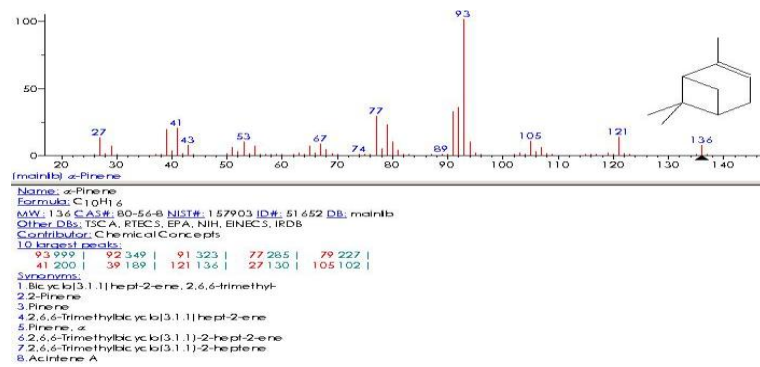 100
93
50
77
41
27
121
53
105
43
67
136
74
89
0
20 30 40 50 60 70 80 90 100 110 120 130 140
(mainlib) α-Pinene
Name: α-Pinene
Formula: C10H16
MW: 136 CAS#: 80-56-8 NIST#: 157903 ID#: 51652 DB: mainlib
Other DBs: TSCA, RTECS, EPA, NIH, EINECS, IRDB
Contributor: Chemical Concepts
10 largest peaks:
93 999 | 92 349 | 91 323 | 77 285 | 79 227 |
41 200 | 39 189 | 121 136 | 27 130 | 105 102 |
Synonyms:
1.Bicyclo[3.1.1]hept-2-ene, 2,6,6-trimethyl-
2.2-Pinene
3.Pinene
4.2,6,6-Trimethylbicyclo[3.1.1]hept-2-ene
5.Pinene, α
6.2,6,6-Trimethylbicyclo(3.1.1)-2-hept-2-ene
7.2,6,6-Trimethylbicyclo(3.1.1)-2-heptene
8.Acintene A